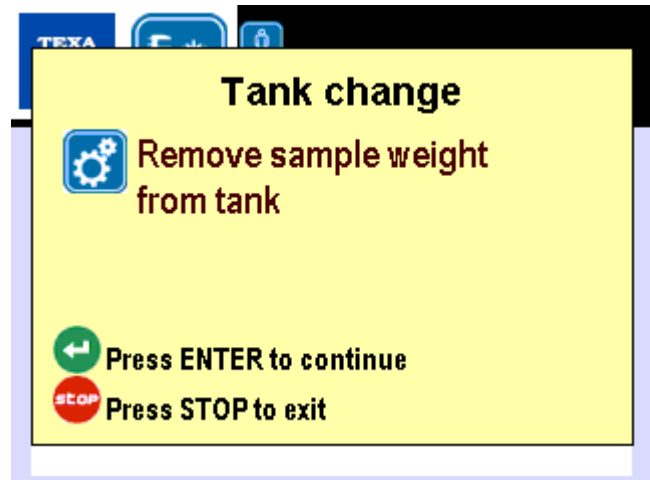 TEXA
Tank change
Remove sample weight
from tank
Press ENTER to continue
stop
Press STOP to exit